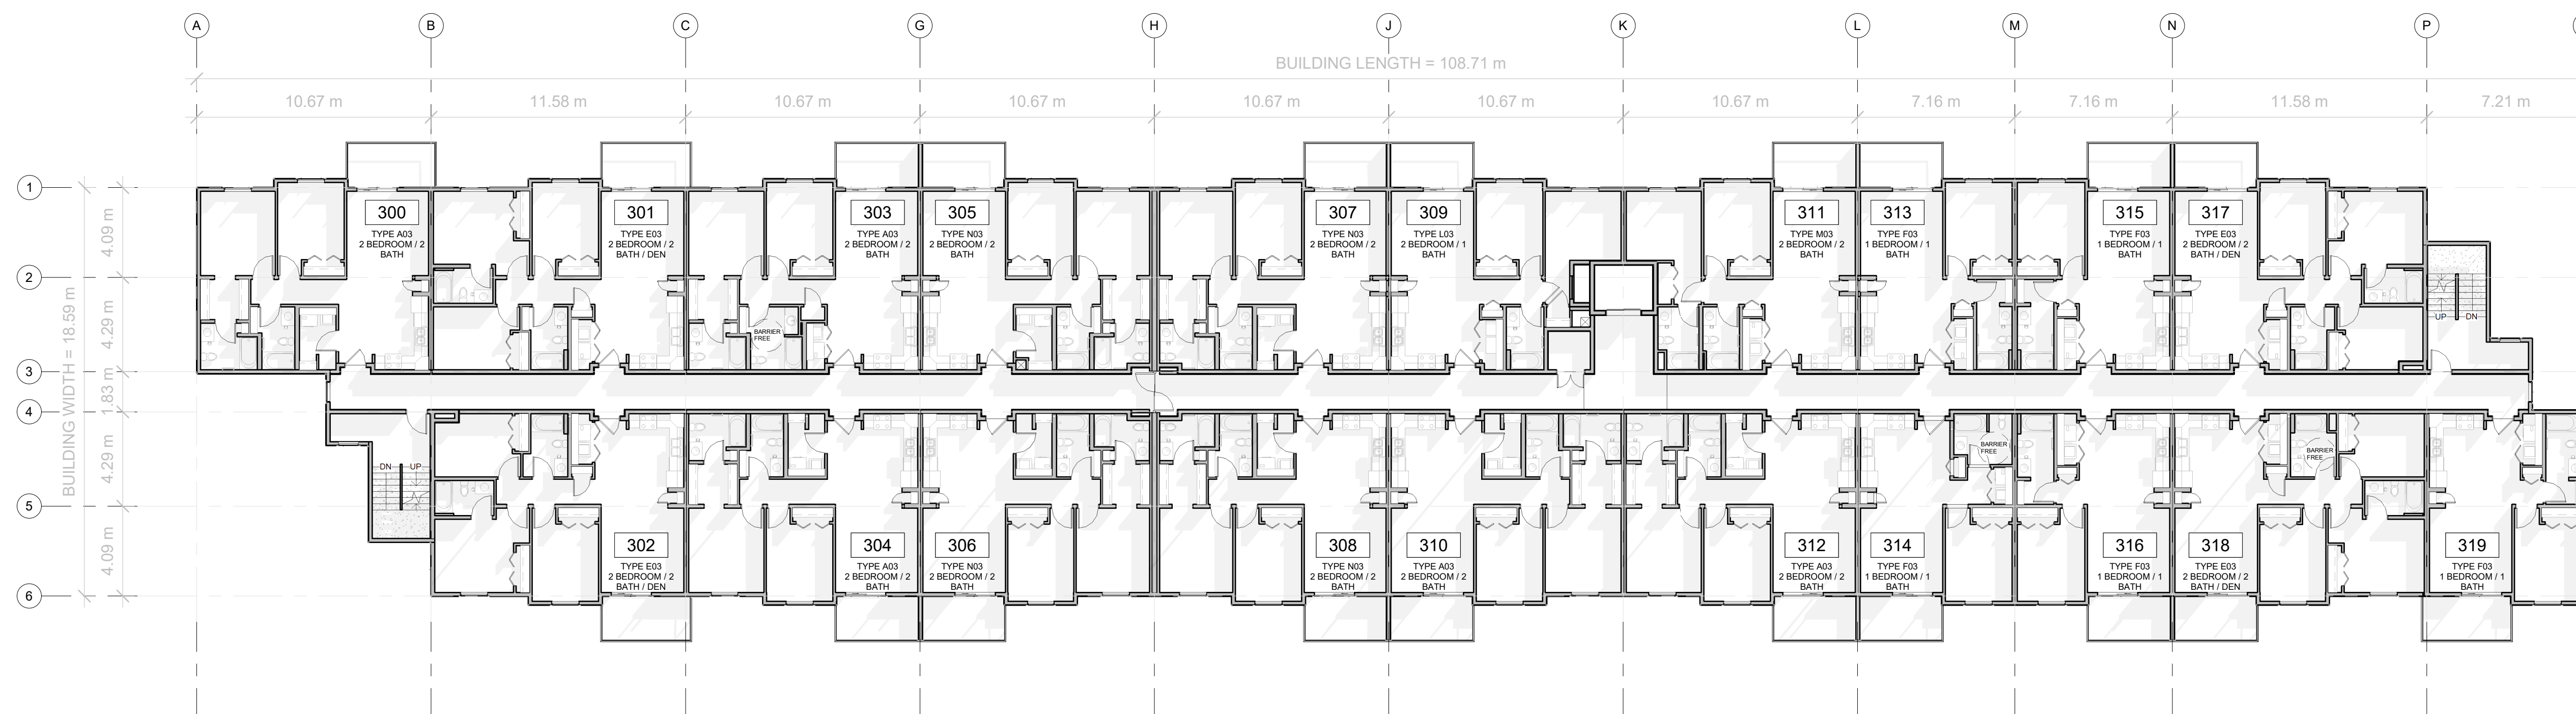 A B C G H J K L M N P
BUILDING LENGTH = 108.71 m
10.67 m 11.58 m 10.67 m 10.67 m 10.67 m 10.67 m 10.67 m 7.16 m 7.16 m 11.58 m 7.21 m
1
2
3
4
5
6
BUILDING WIDTH = 18.59 m
4.09 m
4.29 m
1.83 m
4.29 m
4.09 m
300
TYPE A03
2 BEDROOM / 2
BATH
301
TYPE E03
2 BEDROOM / 2
BATH / DEN
303
TYPE A03
2 BEDROOM / 2
BATH
305
TYPE N03
2 BEDROOM / 2
BATH
307
TYPE N03
2 BEDROOM / 2
BATH
309
TYPE L03
2 BEDROOM / 1
BATH
311
TYPE M03
2 BEDROOM / 2
BATH
313
TYPE F03
1 BEDROOM / 1
BATH
315
TYPE F03
1 BEDROOM / 1
BATH
317
TYPE E03
2 BEDROOM / 2
BATH / DEN
BARRIER
FREE
UP DN
DN UP
BARRIER
FREE
BARRIER
FREE
302
TYPE E03
2 BEDROOM / 2
BATH / DEN
304
TYPE A03
2 BEDROOM / 2
BATH
306
TYPE N03
2 BEDROOM / 2
BATH
308
TYPE N03
2 BEDROOM / 2
BATH
310
TYPE A03
2 BEDROOM / 2
BATH
312
TYPE A03
2 BEDROOM / 2
BATH
314
TYPE F03
1 BEDROOM / 1
BATH
316
TYPE F03
1 BEDROOM / 1
BATH
318
TYPE E03
2 BEDROOM / 2
BATH / DEN
319
TYPE F03
1 BEDROOM / 1
BATH